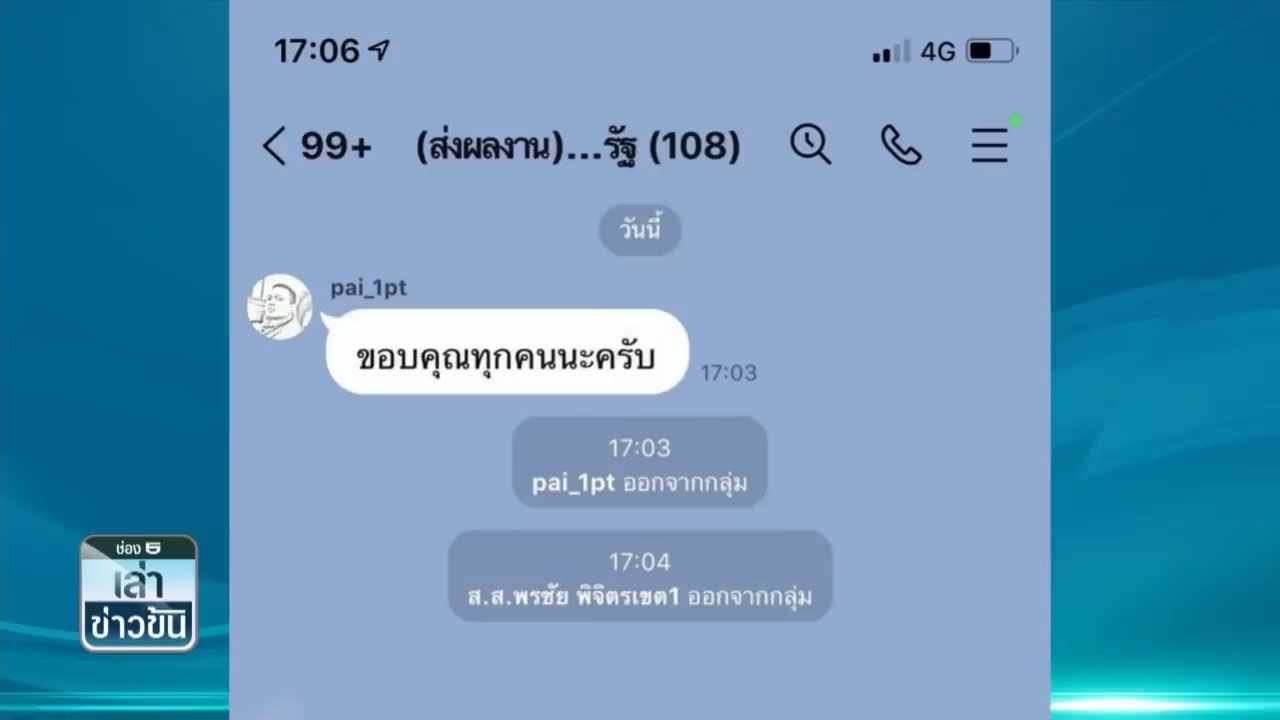 17:06
4G
99+
(ส่งผลงาน)...รัฐ (108)
วันนี้
pai_1pt
ขอบคุณทุกคนนะครับ
17:03
17:03
pai_1pt ออกจากกลุ่ม
17:04
ส.ส.พรชัย พิจิตรเขต1 ออกจากกลุ่ม
ช่อง 5
เล่า
ข่าวข้น